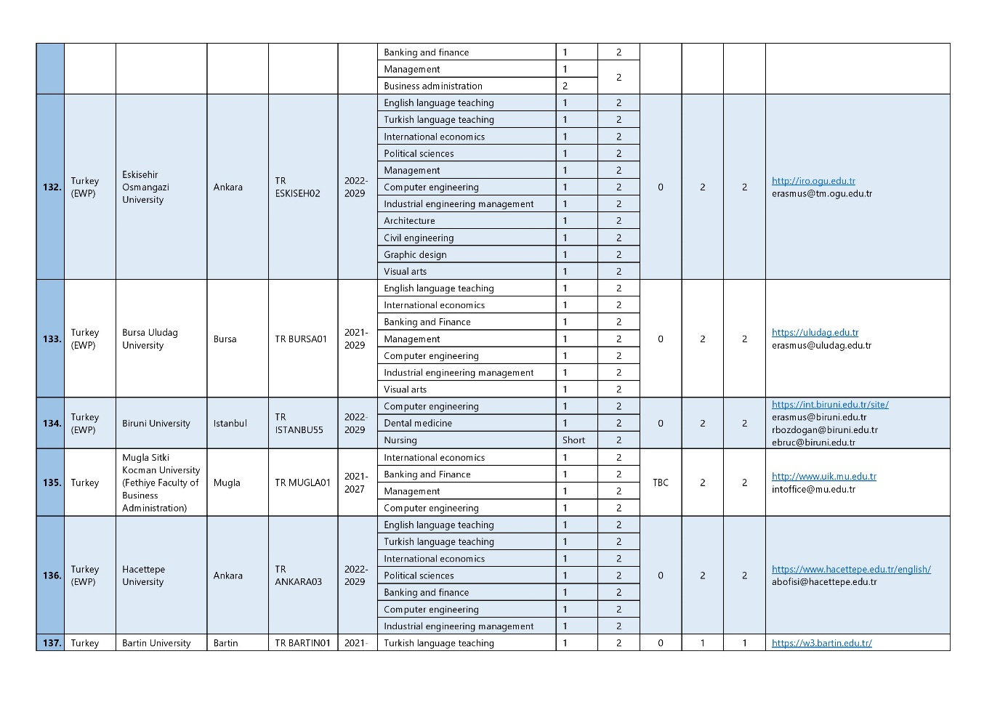 Banking and finance 1 2
Management 1 2
Business administration 2
132. Turkey (EWP) Eskisehir Osmangazi University Ankara TR ESKISEH02 2022-2029 English language teaching 1 2 0 2 2 http://iro.ogu.edu.tr erasmus@tm.ogu.edu.tr
Turkish language teaching 1 2
International economics 1 2
Political sciences 1 2
Management 1 2
Computer engineering 1 2
Industrial engineering management 1 2
Architecture 1 2
Civil engineering 1 2
Graphic design 1 2
Visual arts 1 2
133. Turkey (EWP) Bursa Uludag University Bursa TR BURSA01 2021-2029 English language teaching 1 2 0 2 2 https://uludag.edu.tr erasmus@uludag.edu.tr
International economics 1 2
Banking and Finance 1 2
Management 1 2
Computer engineering 1 2
Industrial engineering management 1 2
Visual arts 1 2
134. Turkey (EWP) Biruni University Istanbul TR ISTANBU55 2022-2029 Computer engineering 1 2 0 2 2 https://int.biruni.edu.tr/site/ erasmus@biruni.edu.tr rbozdogan@biruni.edu.tr ebruc@biruni.edu.tr
Dental medicine 1 2
Nursing Short 2
135. Turkey Mugla Sitki Kocman University (Fethiye Faculty of Business Administration) Mugla TR MUGLA01 2021-2027 International economics 1 2 TBC 2 2 http://www.uik.mu.edu.tr intoffice@mu.edu.tr
Banking and Finance 1 2
Management 1 2
Computer engineering 1 2
136. Turkey (EWP) Hacettepe University Ankara TR ANKARA03 2022-2029 English language teaching 1 2 0 2 2 https://www.hacettepe.edu.tr/english/ abofisi@hacettepe.edu.tr
Turkish language teaching 1 2
International economics 1 2
Political sciences 1 2
Banking and finance 1 2
Computer engineering 1 2
Industrial engineering management 1 2
137. Turkey Bartin University Bartin TR BARTIN01 2021- Turkish language teaching 1 2 0 1 1 https://w3.bartin.edu.tr/